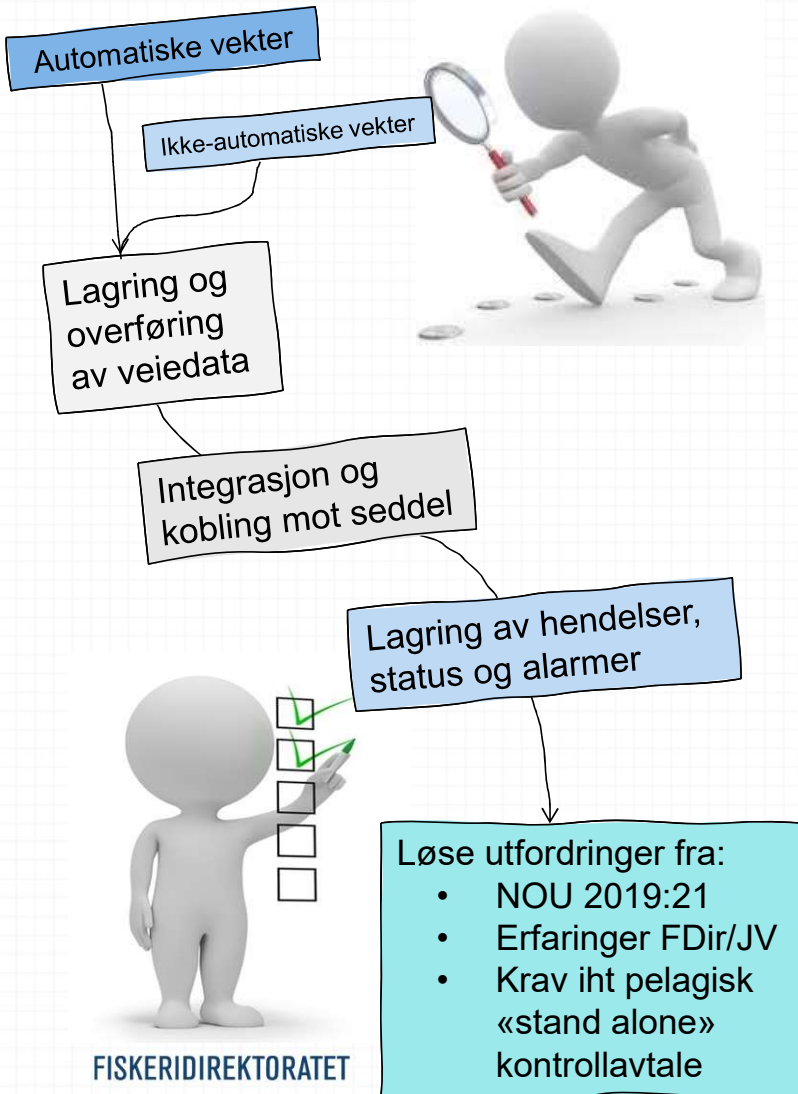 Automatiske vekter
Ikke-automatiske vekter
Lagring og
overføring
av veiedata
Integrasjon og
kobling mot seddel
Lagring av hendelser,
status og alarmer
Løse utfordringer fra:
• NOU 2019:21
• Erfaringer FDir/JV
• Krav iht pelagisk
«stand alone»
kontrollavtale
FISKERIDIREKTORATET